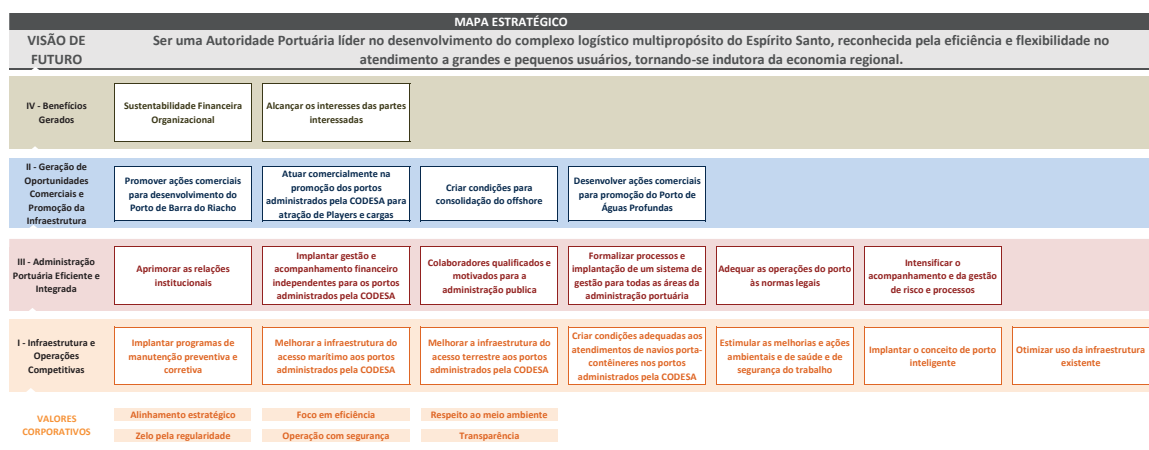 MAPA ESTRATÉGICO
VISÃO DE
FUTURO
Ser uma Autoridade Portuária líder no desenvolvimento do complexo logístico multipropósito do Espírito Santo, reconhecida pela eficiência e flexibilidade no
atendimento a grandes e pequenos usuários, tornando-se indutora da economia regional.
IV - Benefícios
Gerados
Sustentabilidade Financeira
Organizacional
Alcançar os interesses das partes
interessadas
II - Geração de
Oportunidades
Comerciais e
Promoção da
Infraestrutura
Promover ações comerciais
para desenvolvimento do
Porto de Barra do Riacho
Atuar comercialmente na
promoção dos portos
administrados pela CODESA para
atração de Players e cargas
Criar condições para
consolidação do offshore
Desenvolver ações comerciais
para promoção do Porto de
Águas Profundas
III - Administração
Portuária Eficiente e
Integrada
Aprimorar as relações
institucionais
Implantar gestão e
acompanhamento financeiro
independentes para os portos
administrados pela CODESA
Colaboradores qualificados e
motivados para a
administração publica
Formalizar processos e
implantação de um sistema de
gestão para todas as áreas da
administração portuária
Adequar as operações do porto
às normas legais
Intensificar o
acompanhamento e da gestão
de risco e processos
I - Infraestrutura e
Operações
Competitivas
Implantar programas de
manutenção preventiva e
corretiva
Melhorar a infraestrutura do
acesso marítimo aos portos
administrados pela CODESA
Melhorar a infraestrutura do
acesso terrestre aos portos
administrados pela CODESA
Criar condições adequadas aos
atendimentos de navios porta-
contêineres nos portos
administrados pela CODESA
Estimular as melhorias e ações
ambientais e de saúde e de
segurança do trabalho
Implantar o conceito de porto
inteligente
Otimizar uso da infraestrutura
existente
VALORES
CORPORATIVOS
Alinhamento estratégico
Foco em eficiência
Respeito ao meio ambiente
Zelo pela regularidade
Operação com segurança
Transparência